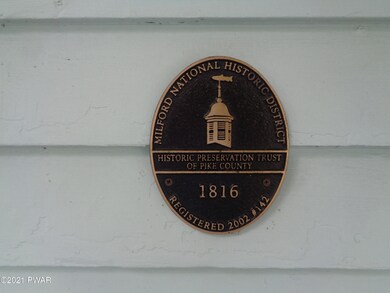 MILFORD NATIONAL HISTORIC DISTRICT
HISTORIC PRESERVATION TRUST
OF PIKE COUNTY
1816
REGISTERED 2002 #142
©2021 PWAR